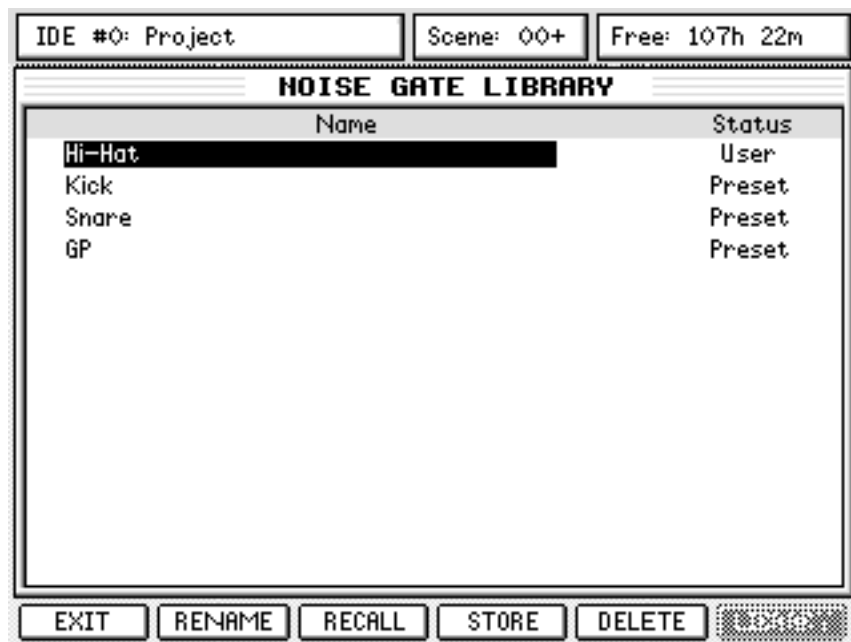 IDE #0: Project Scene: 00+ Free: 107h 22m
NOISE GATE LIBRARY
Name Status
Hi-Hat User
Kick Preset
Snare Preset
GP Preset
EXIT RENAME RECALL STORE DELETE